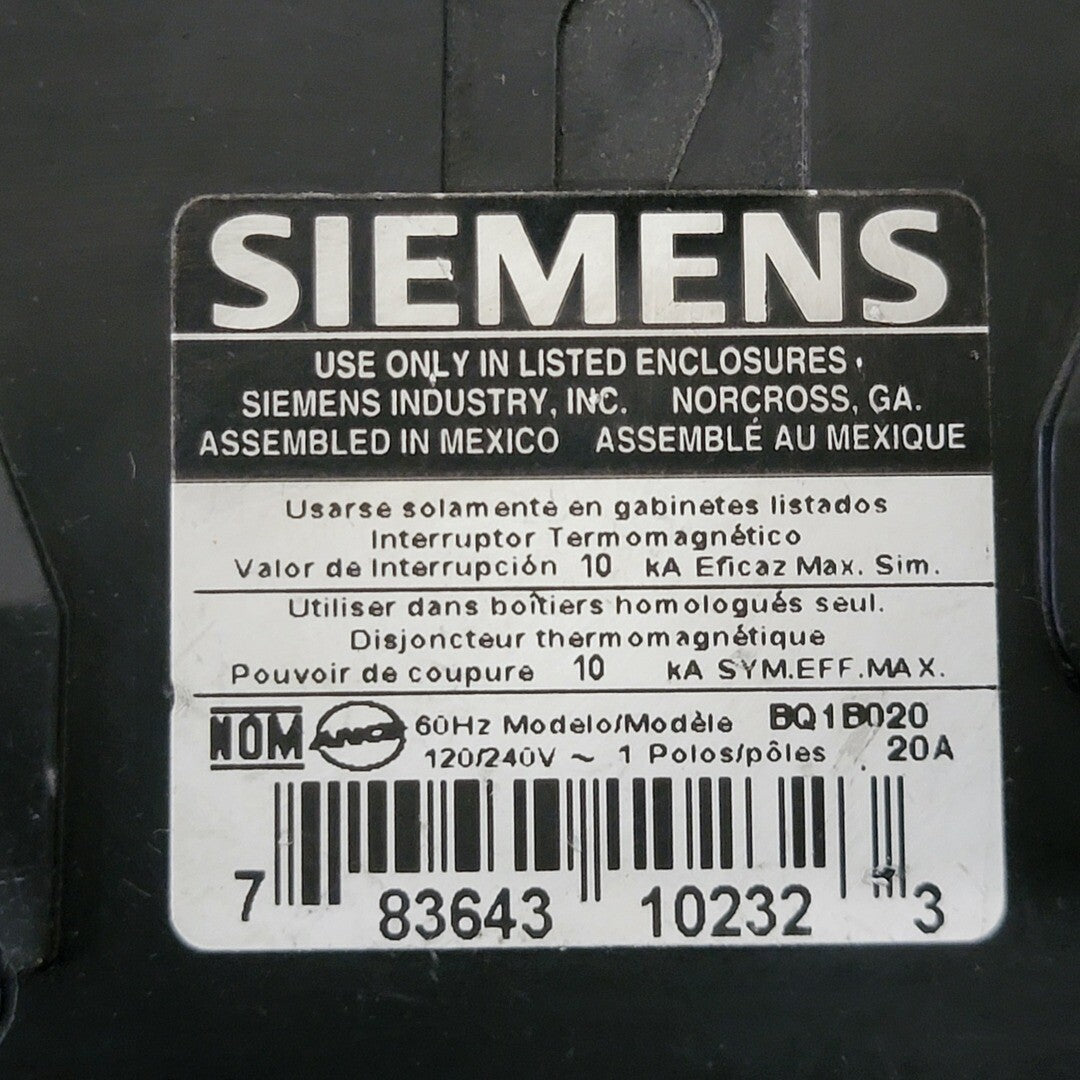 SIEMENS
USE ONLY IN LISTED ENCLOSURES.
SIEMENS INDUSTRY, INC. NORCROSS, GA.
ASSEMBLED IN MEXICO ASSEMBLÉ AU MEXIQUE
Usarse solamente en gabinetes listados
Interruptor Termomagnético
Valor de Interrupción 10 kA Eficaz Max. Sim.
Utiliser dans boîtiers homologués seul.
Disjoncteur thermomagnétique
Pouvoir de coupure 10 kA SYM.EFF.MAX.
NOM ANCE 60Hz Modelo/Modèle BQ1B020
120/240V ~ 1 Polos/pôles 20A
7 83643 10232 3